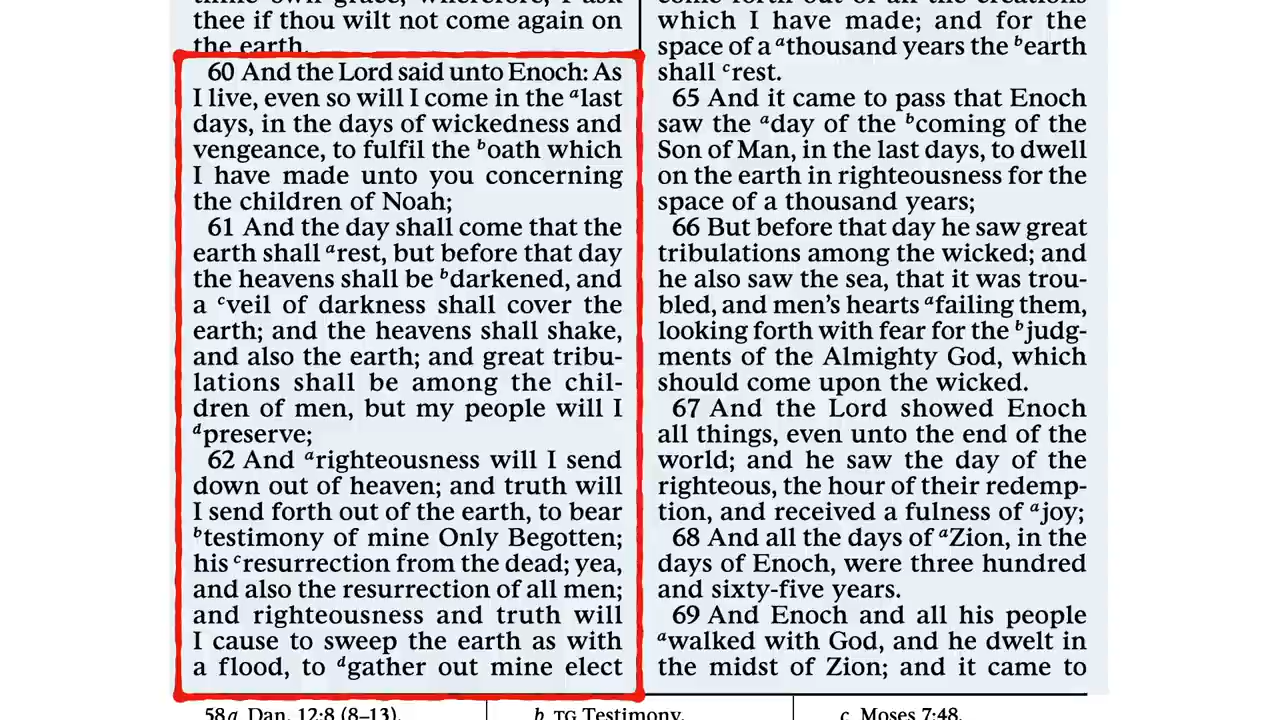 thee if thou wilt not come again on
the earth.
60 And the Lord said unto Enoch: As
I live, even so will I come in the alast
days, in the days of wickedness and
vengeance, to fulfil the boath which
I have made unto you concerning
the children of Noah;
61 And the day shall come that the
earth shall arest, but before that day
the heavens shall be bdarkened, and
a cveil of darkness shall cover the
earth; and the heavens shall shake,
and also the earth; and great tribu-
lations shall be among the chil-
dren of men, but my people will I
dpreserve;
62 And arighteousness will I send
down out of heaven; and truth will
I send forth out of the earth, to bear
btestimony of mine Only Begotten;
his cresurrection from the dead; yea,
and also the resurrection of all men;
and righteousness and truth will
I cause to sweep the earth as with
a flood, to dgather out mine elect
which I have made; and for the
space of a athousand years the bearth
shall crest.
65 And it came to pass that Enoch
saw the aday of the bcoming of the
Son of Man, in the last days, to dwell
on the earth in righteousness for the
space of a thousand years;
66 But before that day he saw great
tribulations among the wicked; and
he also saw the sea, that it was trou-
bled, and men's hearts afailing them,
looking forth with fear for the bjudg-
ments of the Almighty God, which
should come upon the wicked.
67 And the Lord showed Enoch
all things, even unto the end of the
world; and he saw the day of the
righteous, the hour of their redemp-
tion, and received a fulness of ajoy;
68 And all the days of aZion, in the
days of Enoch, were three hundred
and sixty-five years.
69 And Enoch and all his people
awalked with God, and he dwelt in
the midst of Zion; and it came to
58a Dan. 12:8 (8–13).
b TG Testimony.
c Moses 7:48.